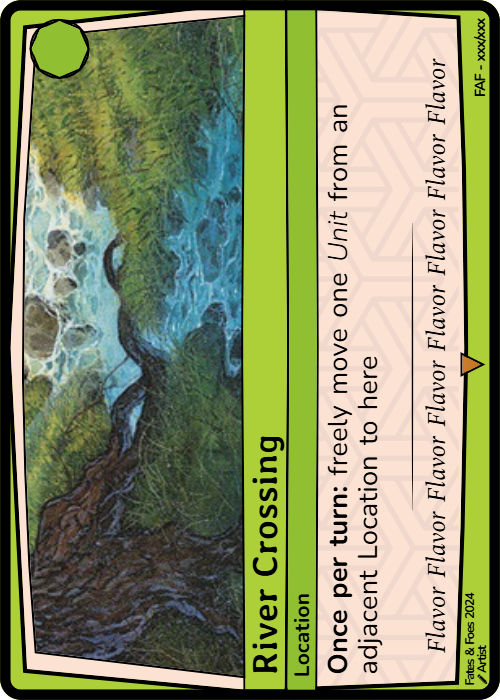 River Crossing
Location
Once per turn: freely move one Unit from an
adjacent Location to here
Flavor Flavor Flavor Flavor Flavor Flavor Flavor Flavor
Fates & Foes 2024
Artist
FAF - xxx/xxx